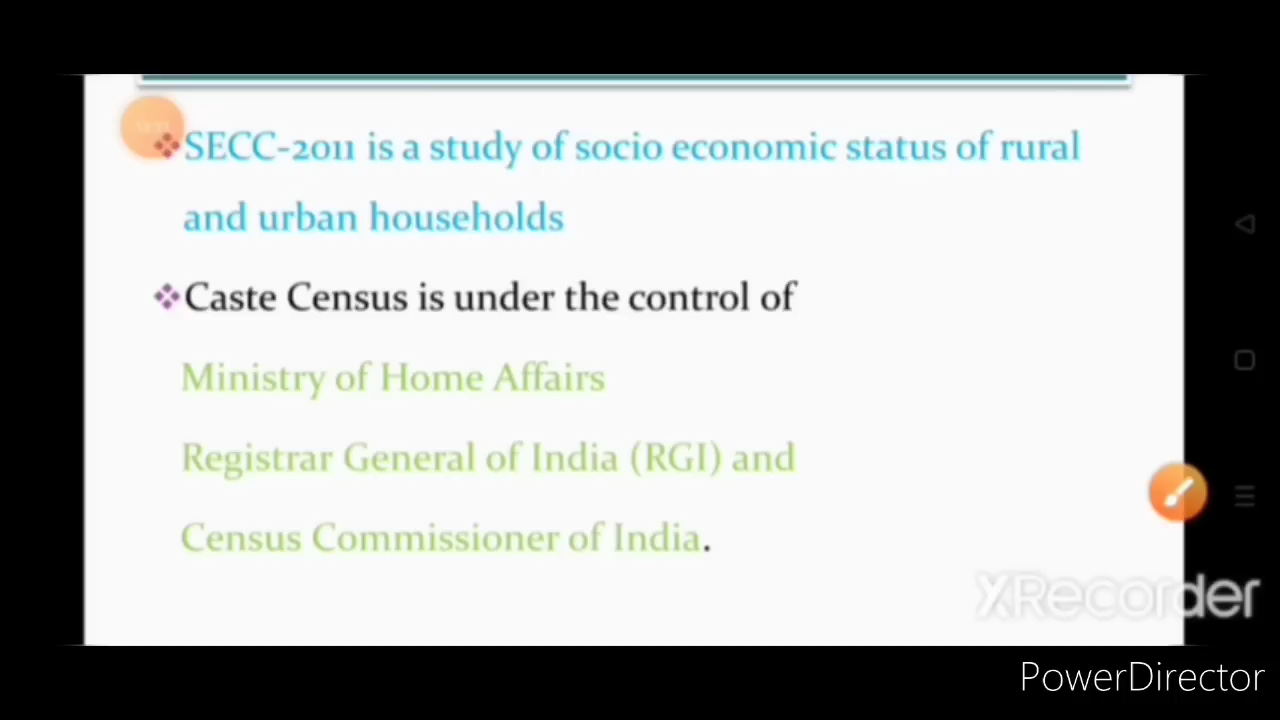 SECC-2011 is a study of socio economic status of rural
and urban households
Caste Census is under the control of
Ministry of Home Affairs
Registrar General of India (RGI) and
Census Commissioner of India.
XRecorder
PowerDirector